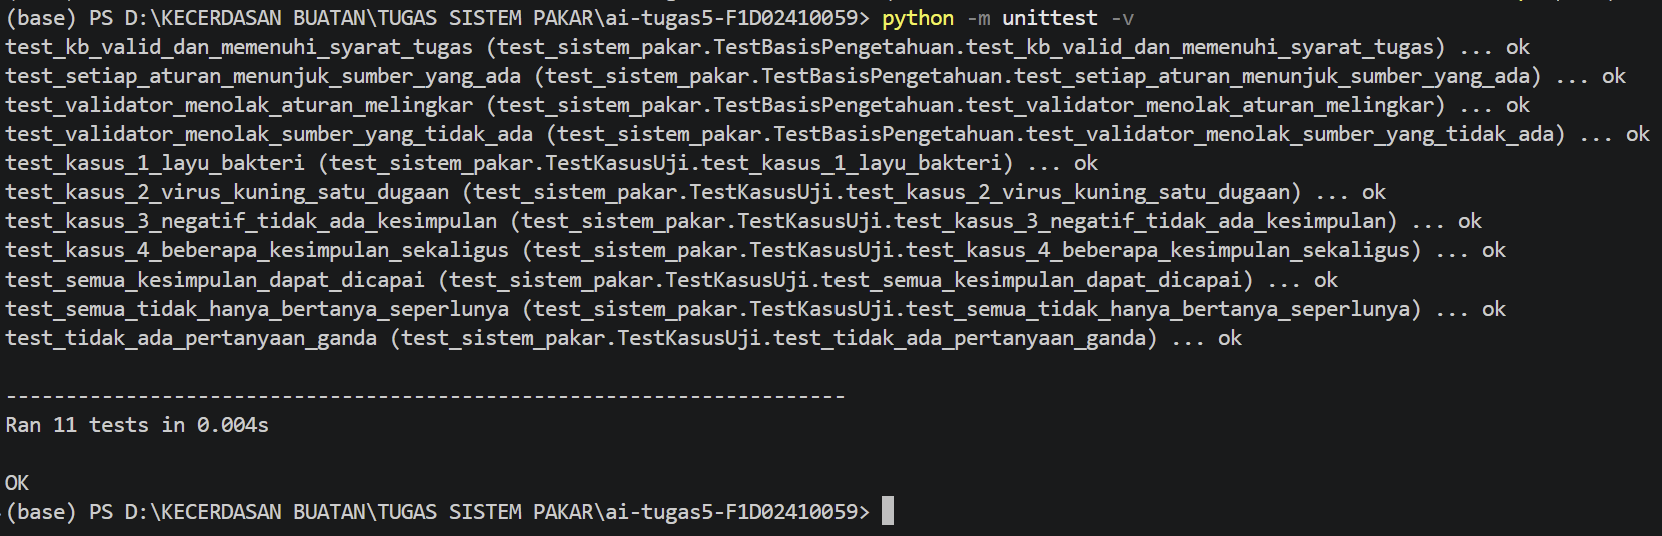 (base) PS D:\KECERDASAN BUATAN\TUGAS SISTEM PAKAR\ai-tugas5-F1D02410059> python -m unittest -v
test_kb_valid_dan_memenuhi_syarat_tugas (test_sistem_pakar.TestBasisPengetahuan.test_kb_valid_dan_memenuhi_syarat_tugas) ... ok
test_setiap_aturan_menunjuk_sumber_yang_ada (test_sistem_pakar.TestBasisPengetahuan.test_setiap_aturan_menunjuk_sumber_yang_ada) ... ok
test_validator_menolak_aturan_melingkar (test_sistem_pakar.TestBasisPengetahuan.test_validator_menolak_aturan_melingkar) ... ok
test_validator_menolak_sumber_yang_tidak_ada (test_sistem_pakar.TestBasisPengetahuan.test_validator_menolak_sumber_yang_tidak_ada) ... ok
test_kasus_1_layu_bakteri (test_sistem_pakar.TestKasusUji.test_kasus_1_layu_bakteri) ... ok
test_kasus_2_virus_kuning_satu_dugaan (test_sistem_pakar.TestKasusUji.test_kasus_2_virus_kuning_satu_dugaan) ... ok
test_kasus_3_negatif_tidak_ada_kesimpulan (test_sistem_pakar.TestKasusUji.test_kasus_3_negatif_tidak_ada_kesimpulan) ... ok
test_kasus_4_beberapa_kesimpulan_sekaligus (test_sistem_pakar.TestKasusUji.test_kasus_4_beberapa_kesimpulan_sekaligus) ... ok
test_semua_kesimpulan_dapat_dicapai (test_sistem_pakar.TestKasusUji.test_semua_kesimpulan_dapat_dicapai) ... ok
test_semua_tidak_hanya_bertanya_seperlunya (test_sistem_pakar.TestKasusUji.test_semua_tidak_hanya_bertanya_seperlunya) ... ok
test_tidak_ada_pertanyaan_ganda (test_sistem_pakar.TestKasusUji.test_tidak_ada_pertanyaan_ganda) ... ok
----------------------------------------------------------------------
Ran 11 tests in 0.004s
OK
(base) PS D:\KECERDASAN BUATAN\TUGAS SISTEM PAKAR\ai-tugas5-F1D02410059>